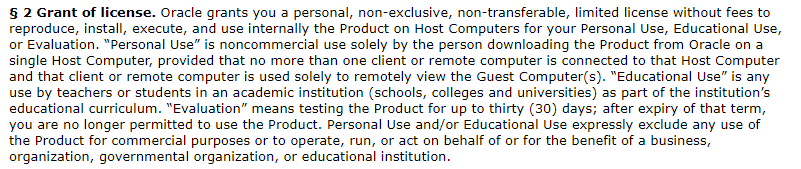 § 2 Grant of license. Oracle grants you a personal, non-exclusive, non-transferable, limited license without fees to
reproduce, install, execute, and use internally the Product on Host Computers for your Personal Use, Educational Use,
or Evaluation. “Personal Use” is noncommercial use solely by the person downloading the Product from Oracle on a
single Host Computer, provided that no more than one client or remote computer is connected to that Host Computer
and that client or remote computer is used solely to remotely view the Guest Computer(s). “Educational Use” is any
use by teachers or students in an academic institution (schools, colleges and universities) as part of the institution’s
educational curriculum. “Evaluation” means testing the Product for up to thirty (30) days; after expiry of that term,
you are no longer permitted to use the Product. Personal Use and/or Educational Use expressly exclude any use of
the Product for commercial purposes or to operate, run, or act on behalf of or for the benefit of a business,
organization, governmental organization, or educational institution.